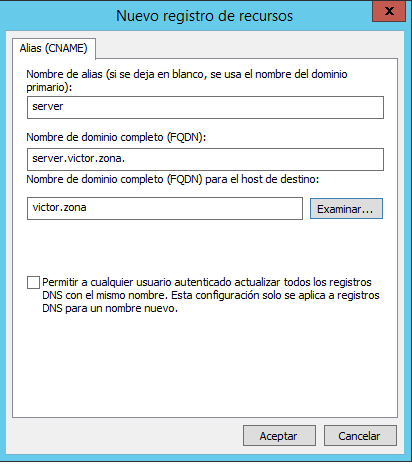 Nuevo registro de recursos
x
Alias (CNAME)
Nombre de alias (si se deja en blanco, se usa el nombre del dominio
primario):
server
Nombre de dominio completo (FQDN):
server.victor.zona.
Nombre de dominio completo (FQDN) para el host de destino:
victor.zona
Examinar...
Permitir a cualquier usuario autenticado actualizar todos los registros
DNS con el mismo nombre. Esta configuración solo se aplica a registros
DNS para un nombre nuevo.
Aceptar
Cancelar